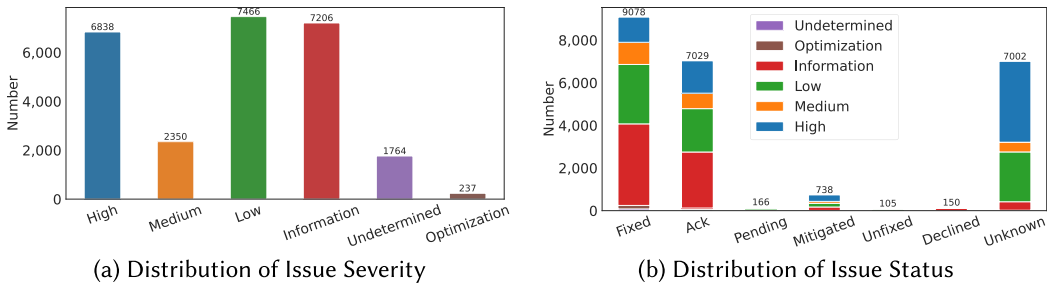 Number
6,000
4,000
2,000
0
6838
2350
7466
7206
1764
237
High
Medium
Low
Information
Undetermined
Optimization
(a) Distribution of Issue Severity
Number
8,000
6,000
4,000
2,000
0
9078
7029
166
738
105
150
7002
Undetermined
Optimization
Information
Low
Medium
High
Fixed
Ack
Pending
Mitigated
Unfixed
Declined
Unknown
(b) Distribution of Issue Status